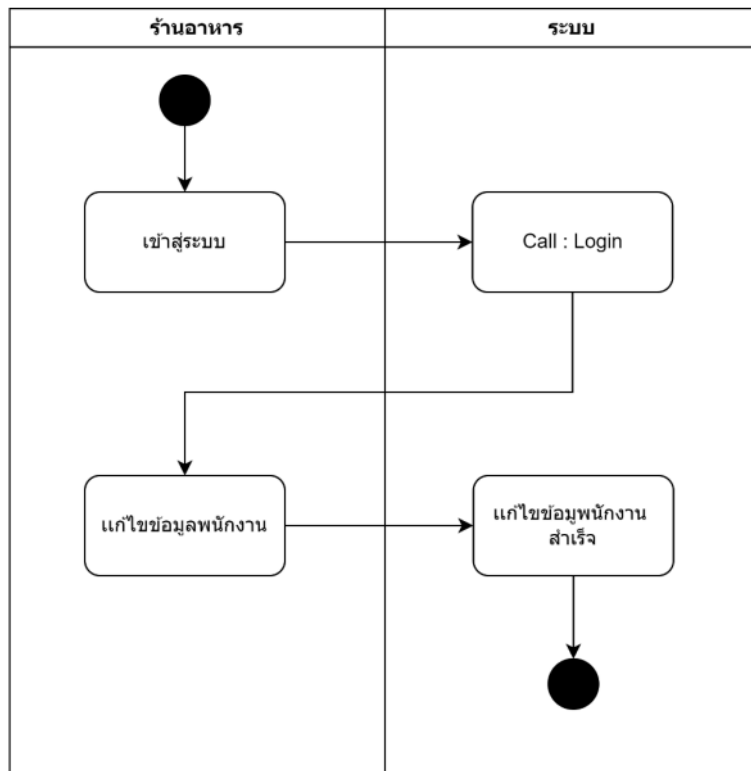 ร้านอาหาร
ระบบ
เข้าสู่ระบบ
Call : Login
แก้ไขข้อมูลพนักงาน
แก้ไขข้อมูพนักงาน
สำเร็จ